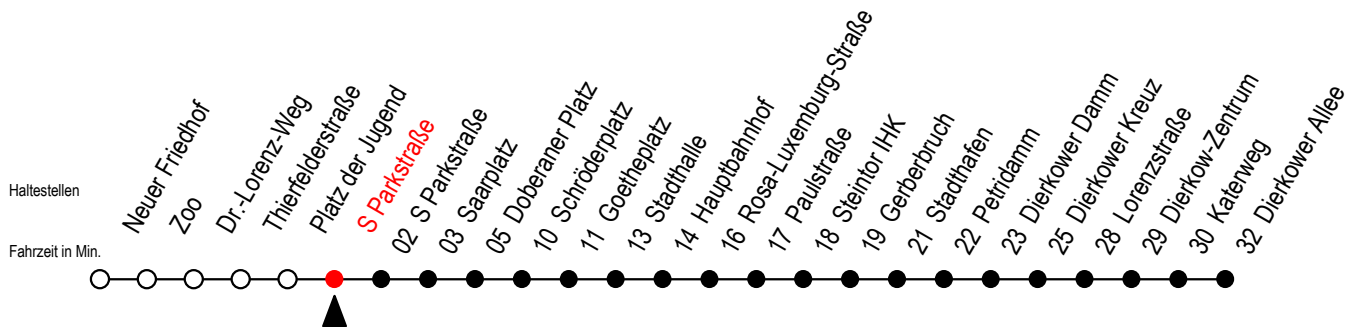 Haltestellen
Fahrzeit in Min.
Neuer Friedhof
Zoo
Dr.-Lorenz-Weg
Thierfelderstraße
Platz der Jugend
S Parkstraße
02 S Parkstraße
03 Saarplatz
05 Doberaner Platz
10 Schröderplatz
11 Goetheplatz
13 Stadthalle
14 Hauptbahnhof
16 Rosa-Luxemburg-Straße
17 Paulstraße
18 Steintor IHK
19 Gerberbruch
21 Stadthafen
22 Petridamm
23 Dierkower Damm
25 Dierkower Kreuz
28 Lorenzstraße
29 Dierkow-Zentrum
30 Katerweg
32 Dierkower Allee